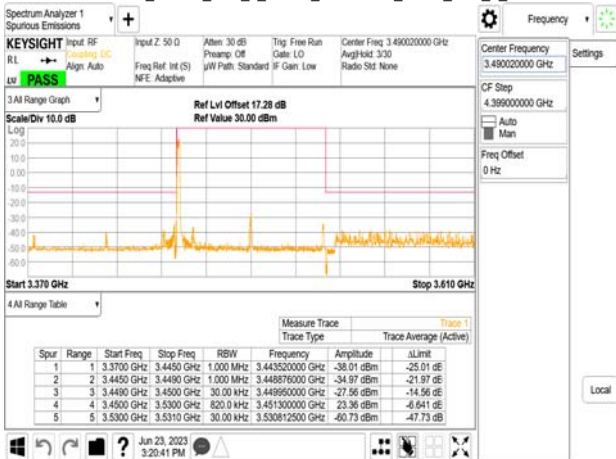 Spectrum Analyzer 1
Spurious Emissions
+
Frequency
KEYSIGHT Input: RF Input Z: 50 Ω Atten: 30 dB Trig: Free Run Center Freq: 3.490020000 GHz
RL Coupling: DC Preamp: Off Gate: LO Avg|Hold: 3/30
Align: Auto Freq Ref: Int (S) µW Path: Standard IF Gain: Low Radio Std: None
NFE: Adaptive
PASS
Center Frequency
3.490020000 GHz
Settings
CF Step
4.399000000 GHz
Auto
Man
Freq Offset
0 Hz
Local
3 All Range Graph
Ref Lvl Offset 17.28 dB
Scale/Div 10.0 dB Ref Value 30.00 dBm
Log
20.0
10.0
0.00
-10.0
-20.0
-30.0
-40.0
-50.0
-60.0
Start 3.370 GHz Stop 3.610 GHz
4 All Range Table
Measure Trace Trace 1
Trace Type Trace Average (Active)
Spur Range Start Freq Stop Freq RBW Frequency Amplitude ΔLimit
1 1 3.3700 GHz 3.4450 GHz 1.000 MHz 3.443520000 GHz -38.01 dBm -25.01 dE
2 2 3.4450 GHz 3.4490 GHz 1.000 MHz 3.448876000 GHz -34.97 dBm -21.97 dE
3 3 3.4490 GHz 3.4500 GHz 30.00 kHz 3.449950000 GHz -27.56 dBm -14.56 dE
4 4 3.4500 GHz 3.5300 GHz 820.0 kHz 3.451300000 GHz 23.36 dBm -6.641 dE
5 5 3.5300 GHz 3.5310 GHz 30.00 kHz 3.530812500 GHz -60.73 dBm -47.73 dB
?
Jun 23, 2023
3:20:41 PM